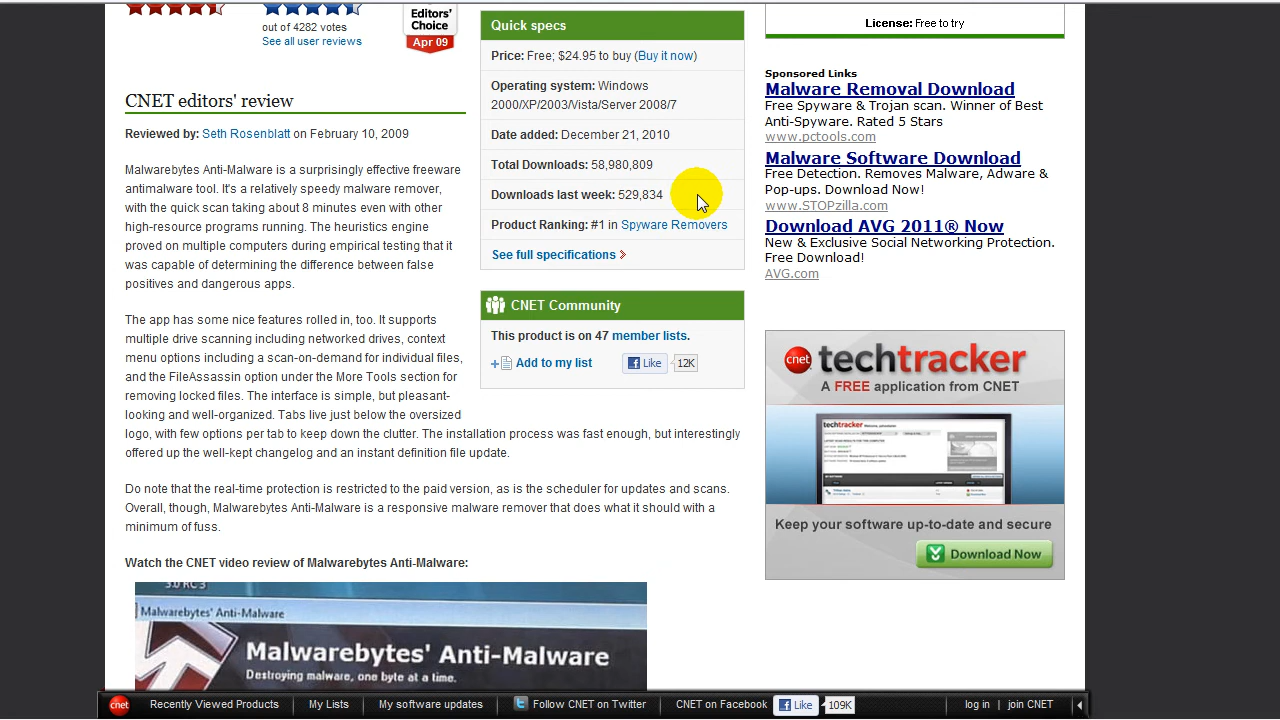 out of 4282 votes
See all user reviews
Editors'
Choice
Apr 09
CNET editors' review
Reviewed by: Seth Rosenblatt on February 10, 2009
Malwarebytes Anti-Malware is a surprisingly effective freeware
antimalware tool. It's a relatively speedy malware remover,
with the quick scan taking about 8 minutes even with other
high-resource programs running. The heuristics engine
proved on multiple computers during empirical testing that it
was capable of determining the difference between false
positives and dangerous apps.
The app has some nice features rolled in, too. It supports
multiple drive scanning including networked drives, context
menu options including a scan-on-demand for individual files,
and the FileAssassin option under the More Tools section for
removing locked files. The interface is simple, but pleasant-
looking and well-organized. Tabs live just below the oversized
logo with few options per tab to keep down the clutter. The installation process was fast enough, but interestingly
up the well-kept changelog and an instant definition file update.
that the is restricted to the paid version, as is the for updates and scans.
Overall, though, Malwarebytes Anti-Malware is a responsive malware remover that does what it should with a
minimum of fuss.
Watch the CNET video review of Malwarebytes Anti-Malware:
3.0 RC 3
Malwarebytes' Anti-Malware
Malwarebytes' Anti-Malware
Destroying malware, one byte at a time.
Quick specs
Price: Free; $24.95 to buy (Buy it now)
Operating system: Windows
2000/XP/2003/Vista/Server 2008/7
Date added: December 21, 2010
Total Downloads: 58,980,809
Downloads last week: 529,834
Product Ranking: #1 in Spyware Removers
See full specifications
CNET Community
This product is on 47 member lists.
Add to my list
Like 12K
License: Free to try
Sponsored Links
Malware Removal Download
Free Spyware & Trojan scan. Winner of Best
Anti-Spyware. Rated 5 Stars
www.pctools.com
Malware Software Download
Free Detection. Removes Malware, Adware &
Pop-ups. Download Now!
www.STOPzilla.com
Download AVG 2011® Now
New & Exclusive Social Networking Protection.
Free Download!
AVG.com
cnet techtracker
A FREE application from CNET
techtracker
Keep your software up-to-date and secure
Download Now
cnet Recently Viewed Products My Lists My software updates Follow CNET on Twitter CNET on Facebook Like 109K log in | join CNET